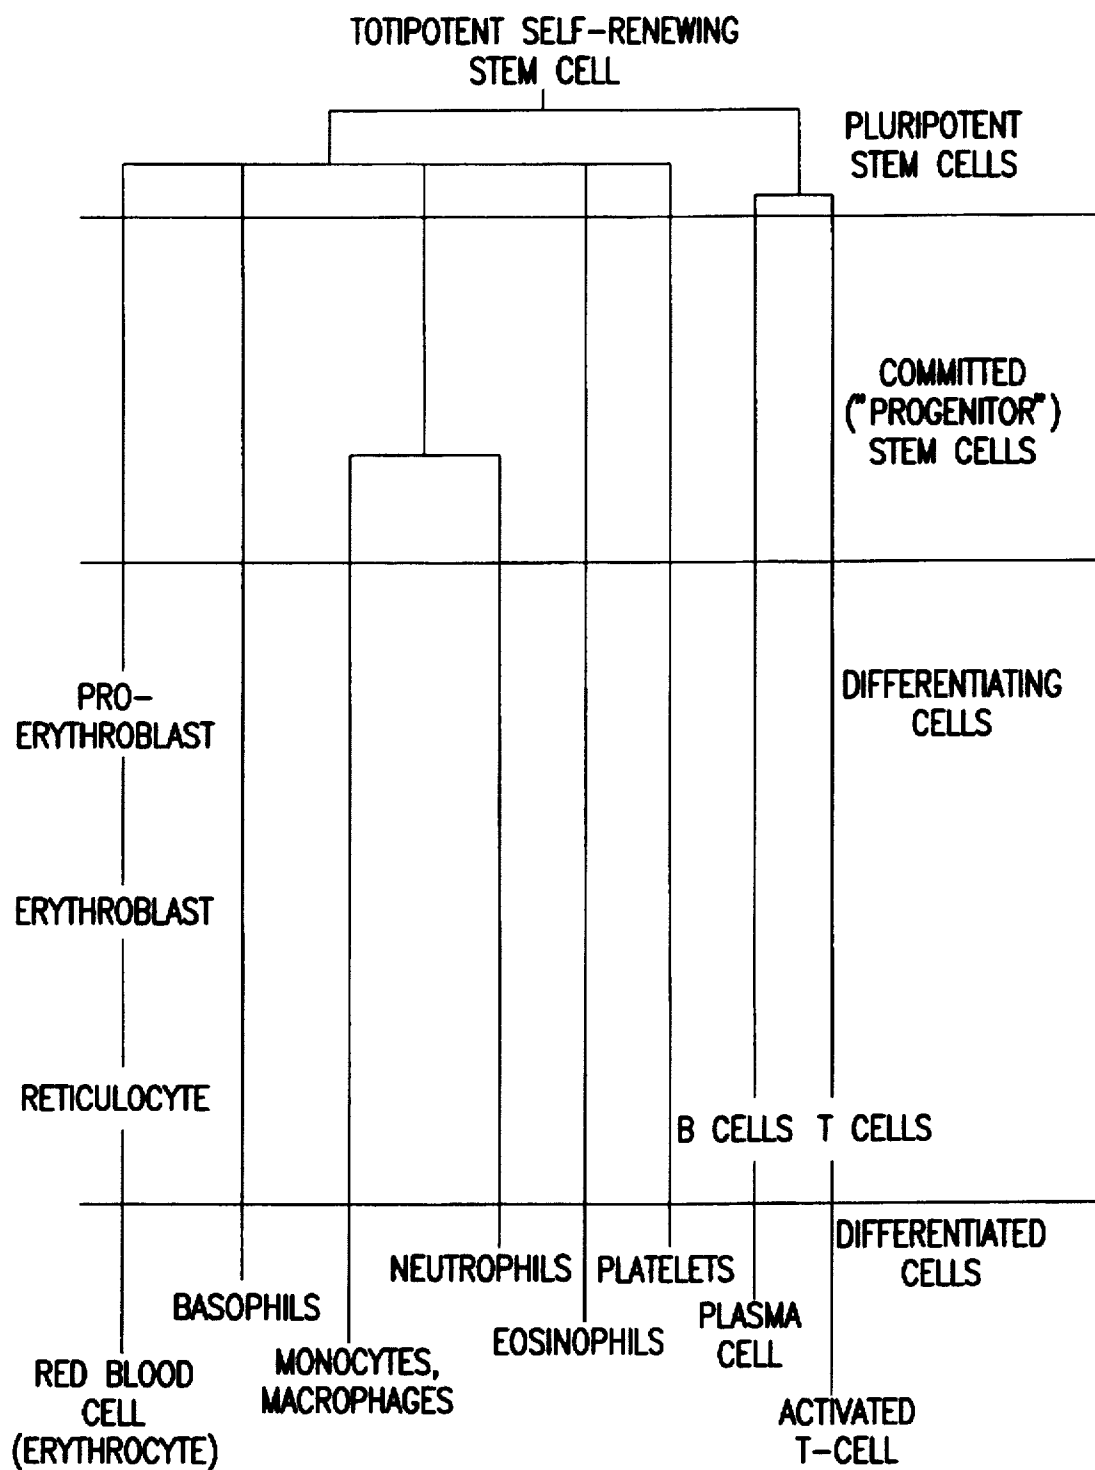 TOTIPOTENT SELF-RENEWING
STEM CELL
PLURIPOTENT
STEM CELLS
COMMITTED
("PROGENITOR")
STEM CELLS
PRO-
ERYTHROBLAST
DIFFERENTIATING
CELLS
ERYTHROBLAST
RETICULOCYTE
B CELLS T CELLS
DIFFERENTIATED
CELLS
NEUTROPHILS
PLATELETS
BASOPHILS
EOSINOPHILS
PLASMA
CELL
MONOCYTES,
MACROPHAGES
RED BLOOD
CELL
(ERYTHROCYTE)
ACTIVATED
T-CELL